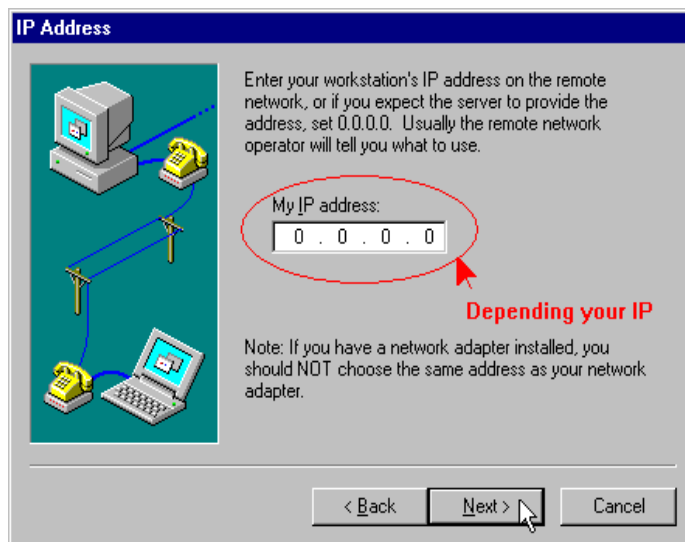 IP Address
Enter your workstation's IP address on the remote
network, or if you expect the server to provide the
address, set 0.0.0.0.  Usually the remote network
operator will tell you what to use.
My IP address:
0 . 0 . 0 . 0
Depending your IP
Note: If you have a network adapter installed, you
should NOT choose the same address as your network
adapter.
< Back
Next >
Cancel